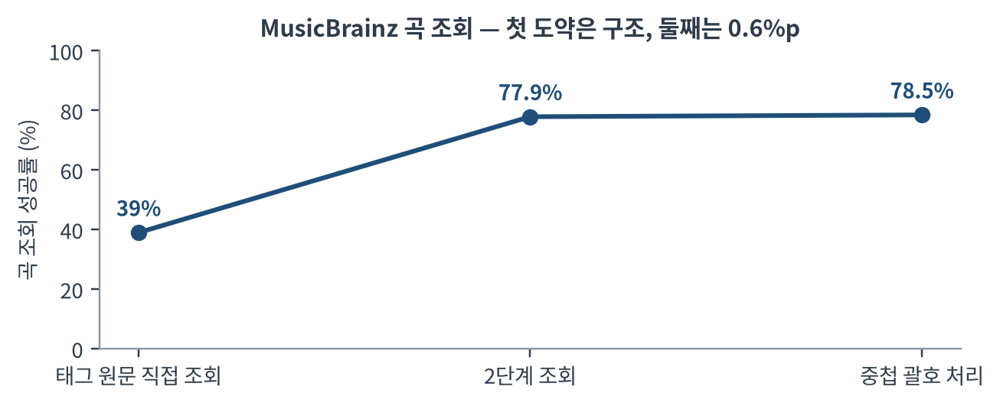 MusicBrainz 곡 조회 — 첫 도약은 구조, 둘째는 0.6%p
곡 조회 성공률 (%)
100
80
60
40
20
0
39%
77.9%
78.5%
태그 원문 직접 조회
2단계 조회
중첩 괄호 처리